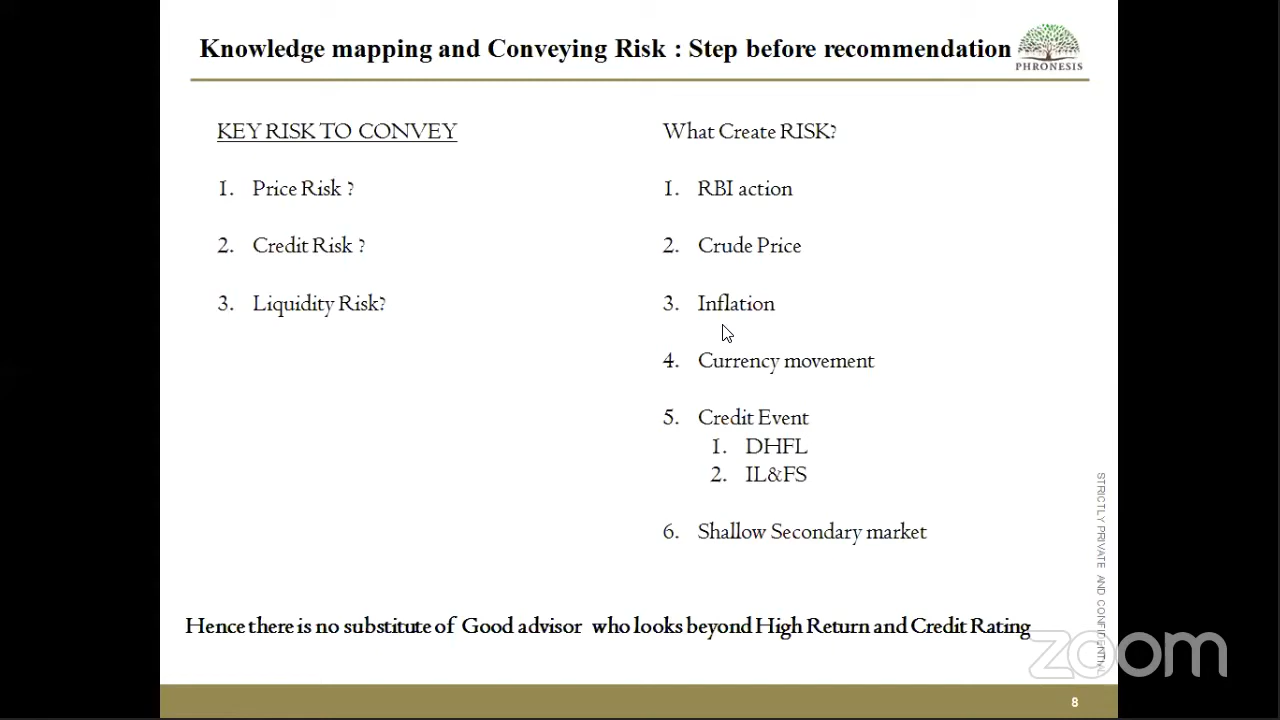 Knowledge mapping and Conveying Risk : Step before recommendation
PHRONESIS
KEY RISK TO CONVEY
1. Price Risk ?
2. Credit Risk ?
3. Liquidity Risk?
What Create RISK?
1. RBI action
2. Crude Price
3. Inflation
4. Currency movement
5. Credit Event
1. DHFL
2. IL&FS
6. Shallow Secondary market
STRICTLY PRIVATE AND CONFIDENTIAL
Hence there is no substitute of Good advisor who looks beyond High Return and Credit Rating
zoom
8